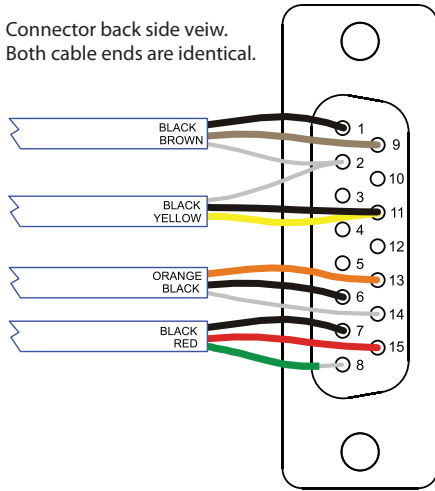 Connector back side veiw.
Both cable ends are identical.
BLACK
BROWN
BLACK
YELLOW
ORANGE
BLACK
BLACK
RED
1
9
2
10
3
11
4
12
5
13
6
14
7
15
8